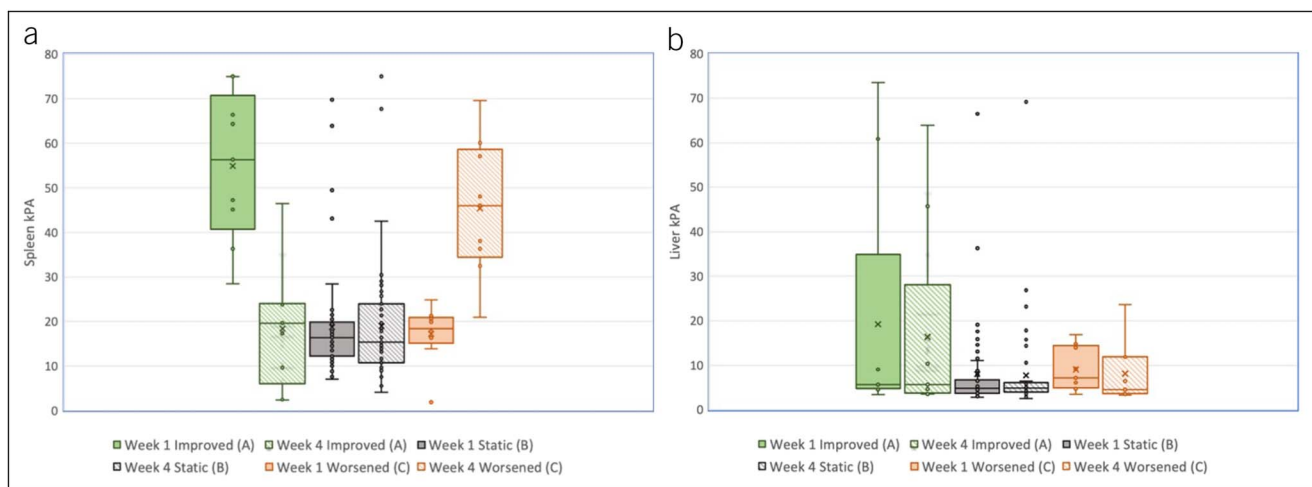 a
80
70
60
50
40
30
20
10
0
Spleen kPA
Week 1 Improved (A) Week 4 Improved (A) Week 1 Static (B)
Week 4 Static (B) Week 1 Worsened (C) Week 4 Worsened (C)
b
80
70
60
50
40
30
20
10
0
Liver kPA
Week 1 Improved (A) Week 4 Improved (A) Week 1 Static (B)
Week 4 Static (B) Week 1 Worsened (C) Week 4 Worsened (C)